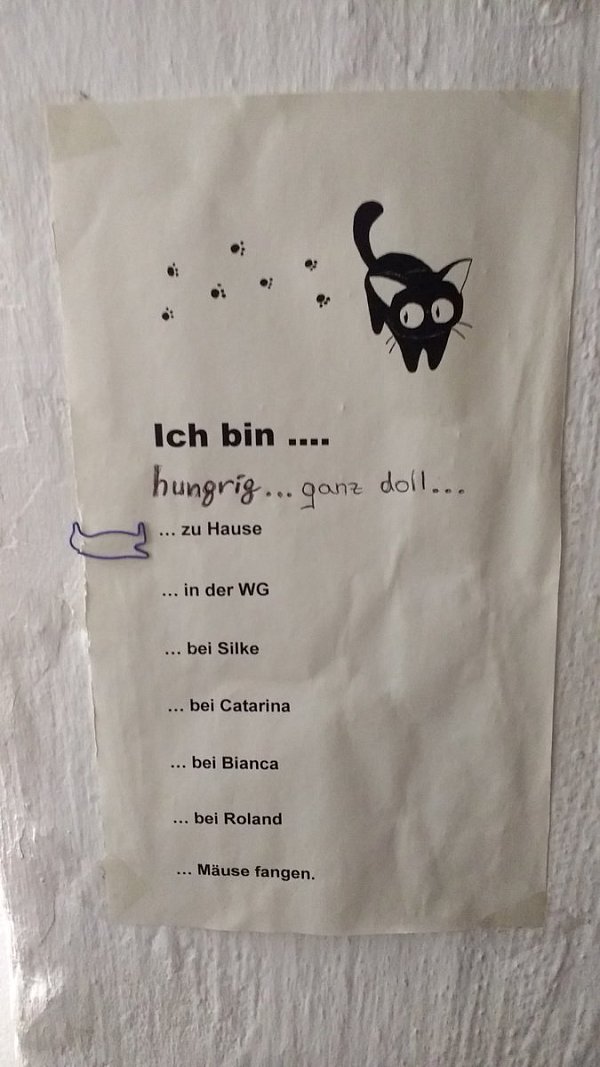 Ich bin ....
hungrig... ganz doll...
... zu Hause
... in der WG
... bei Silke
... bei Catarina
... bei Bianca
... bei Roland
... Mäuse fangen.